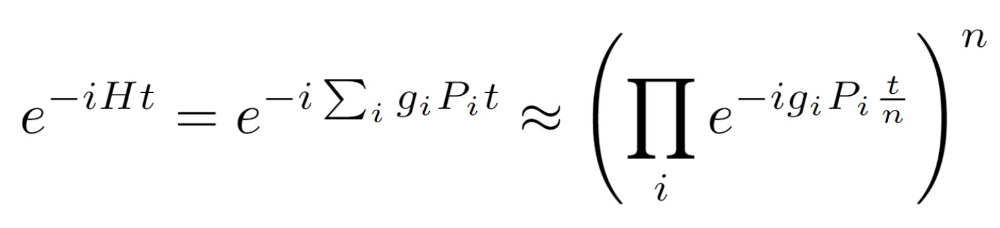 $e^{-iHt} = e^{-i \sum_i g_i P_i t} \approx \left( \prod_i e^{-i g_i P_i \frac{t}{n}} \right)^n$